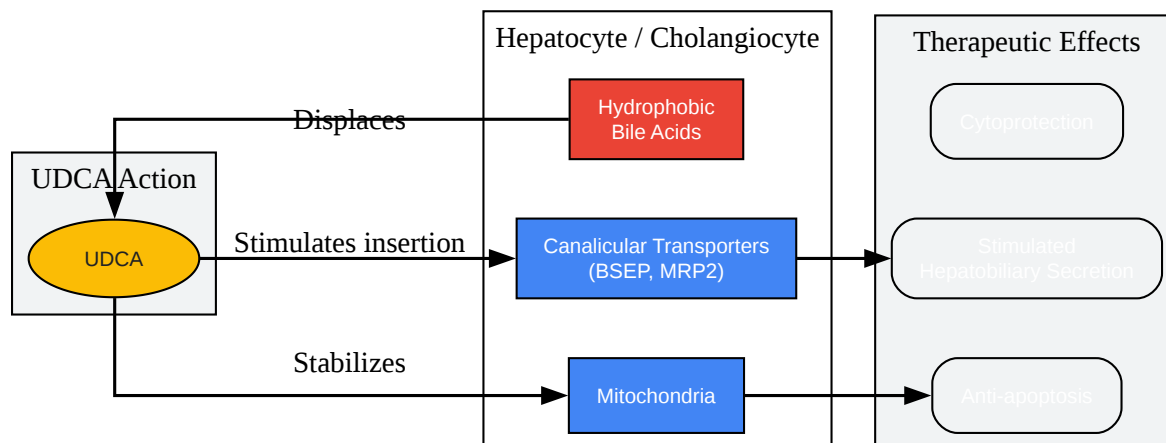 Hepatocyte / Cholangiocyte
Therapeutic Effects
Hydrophobic
Bile Acids
Cytoprotection
Displaces
UDCA Action
UDCA
Stimulates insertion
Canalicular Transporters
(BSEP, MRP2)
Stimulated
Hepatobiliary Secretion
Stabilizes
Mitochondria
Anti-apoptosis